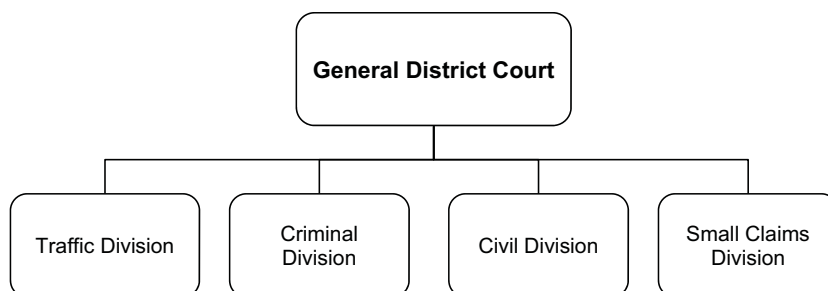 General District Court
Traffic Division
Criminal
Division
Civil Division
Small Claims
Division